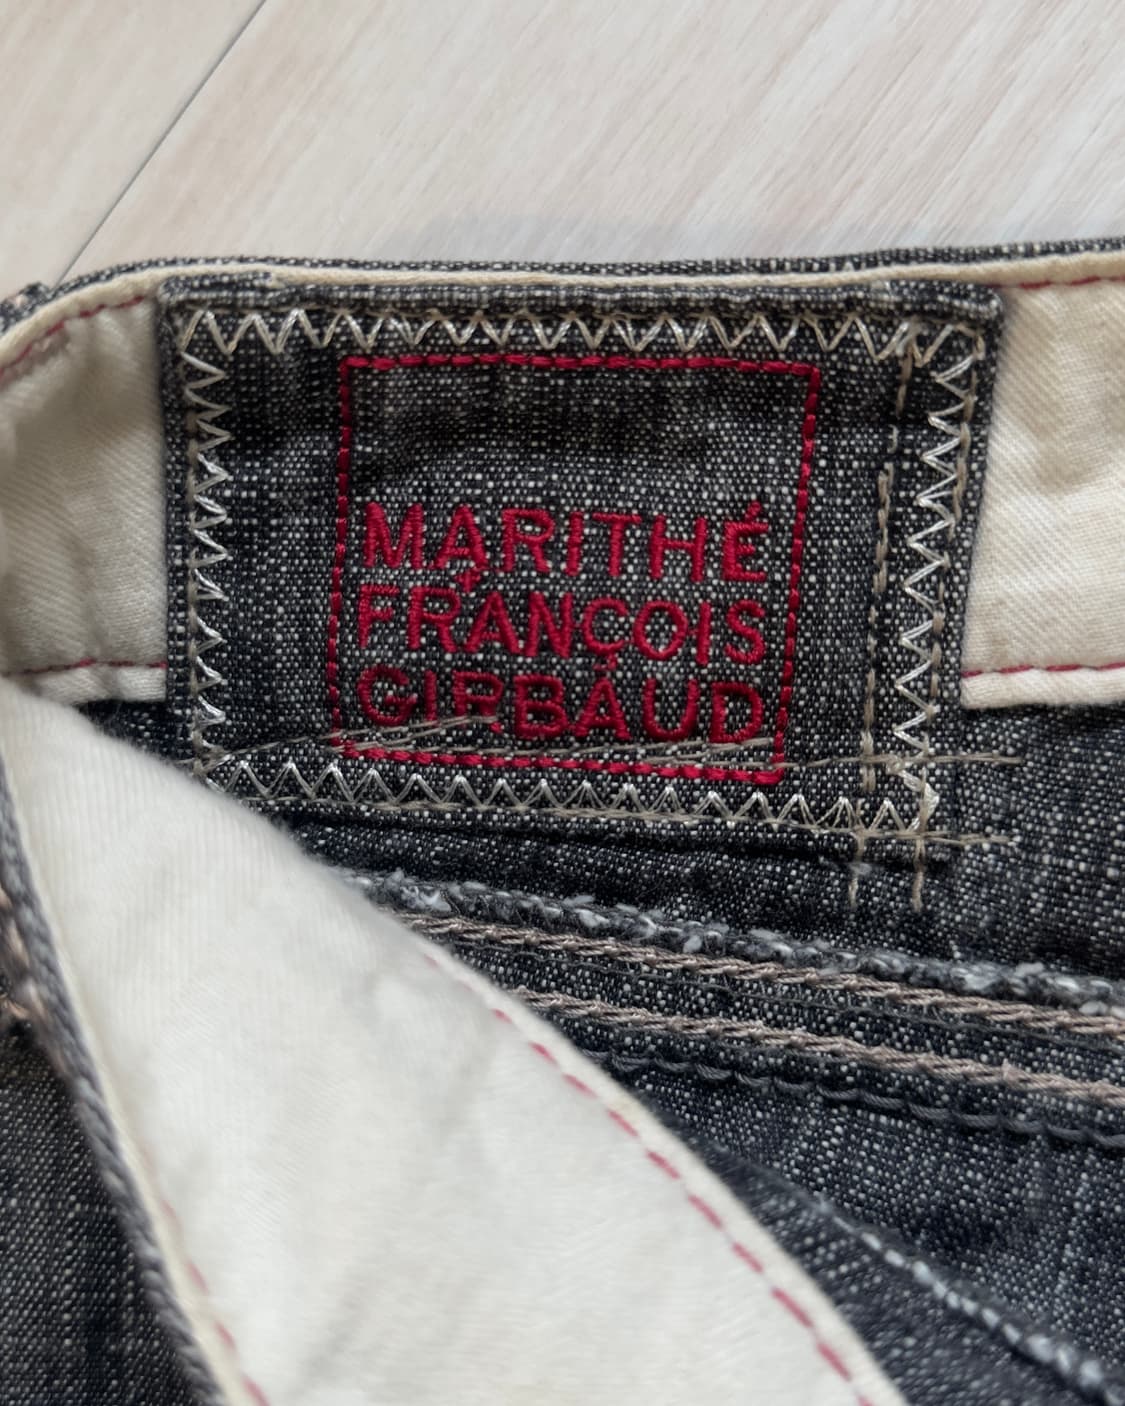 MARITHÉ
+
FRANÇOIS
GIRBAUD